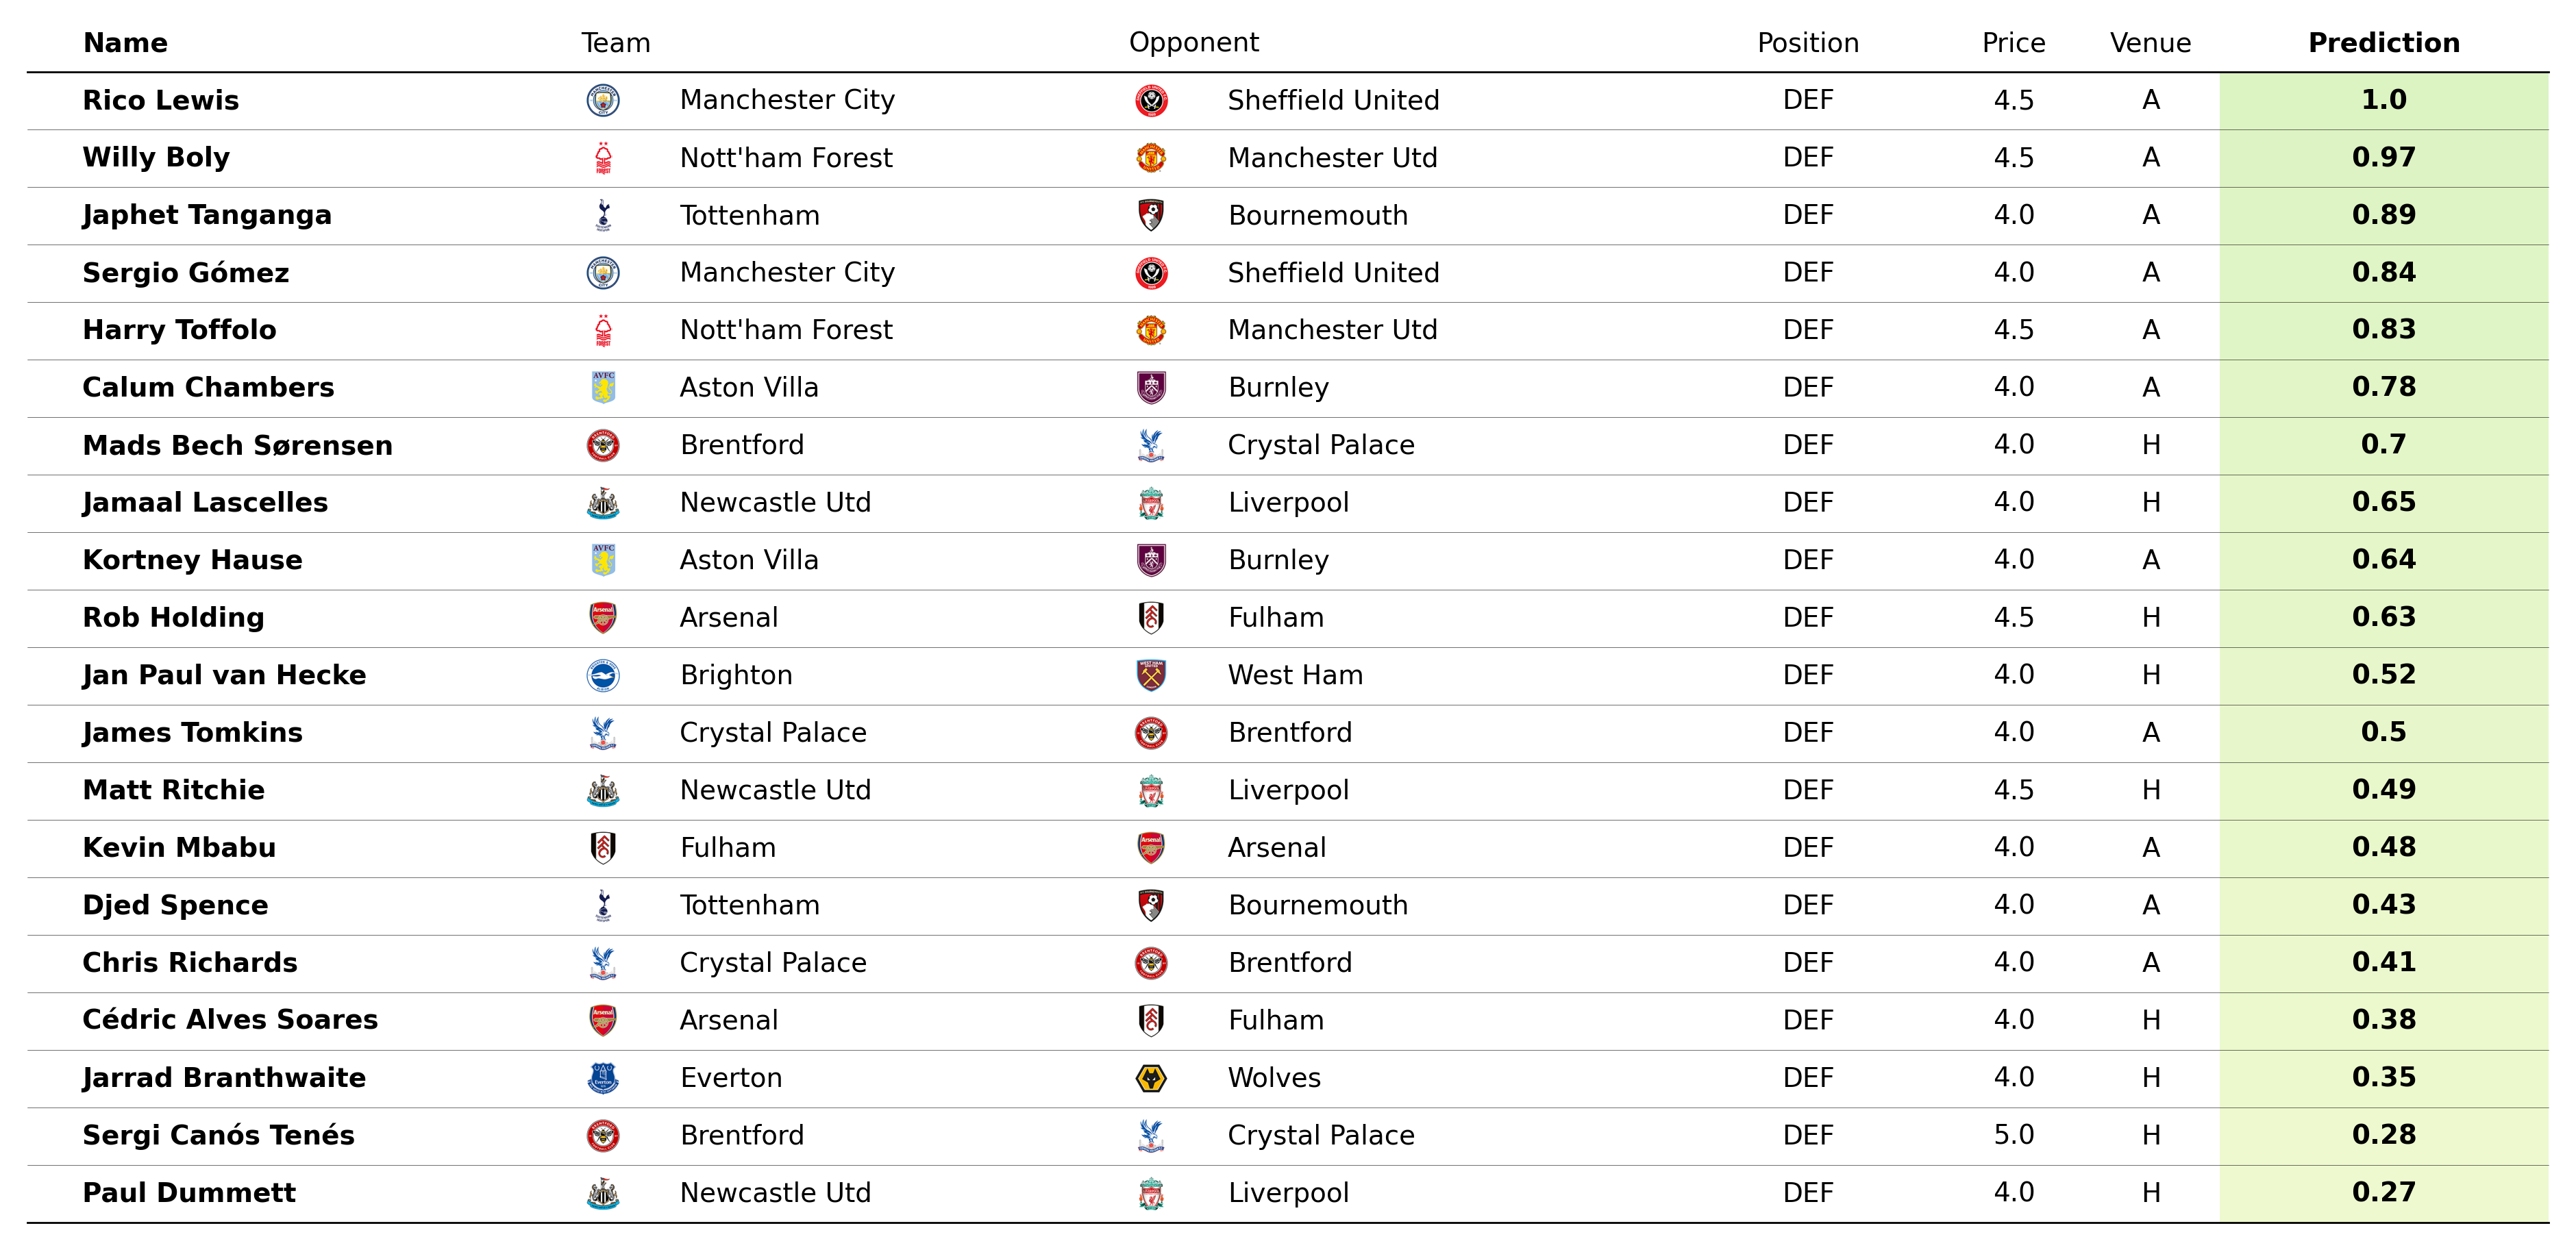 Name Team Opponent Position Price Venue Prediction
Rico Lewis Manchester City Sheffield United DEF 4.5 A 1.0
Willy Boly Nott'ham Forest Manchester Utd DEF 4.5 A 0.97
Japhet Tanganga Tottenham Bournemouth DEF 4.0 A 0.89
Sergio Gómez Manchester City Sheffield United DEF 4.0 A 0.84
Harry Toffolo Nott'ham Forest Manchester Utd DEF 4.5 A 0.83
Calum Chambers Aston Villa Burnley DEF 4.0 A 0.78
Mads Bech Sørensen Brentford Crystal Palace DEF 4.0 H 0.7
Jamaal Lascelles Newcastle Utd Liverpool DEF 4.0 H 0.65
Kortney Hause Aston Villa Burnley DEF 4.0 A 0.64
Rob Holding Arsenal Fulham DEF 4.5 H 0.63
Jan Paul van Hecke Brighton West Ham DEF 4.0 H 0.52
James Tomkins Crystal Palace Brentford DEF 4.0 A 0.5
Matt Ritchie Newcastle Utd Liverpool DEF 4.5 H 0.49
Kevin Mbabu Fulham Arsenal DEF 4.0 A 0.48
Djed Spence Tottenham Bournemouth DEF 4.0 A 0.43
Chris Richards Crystal Palace Brentford DEF 4.0 A 0.41
Cédric Alves Soares Arsenal Fulham DEF 4.0 H 0.38
Jarrad Branthwaite Everton Wolves DEF 4.0 H 0.35
Sergi Canós Tenés Brentford Crystal Palace DEF 5.0 H 0.28
Paul Dummett Newcastle Utd Liverpool DEF 4.0 H 0.27